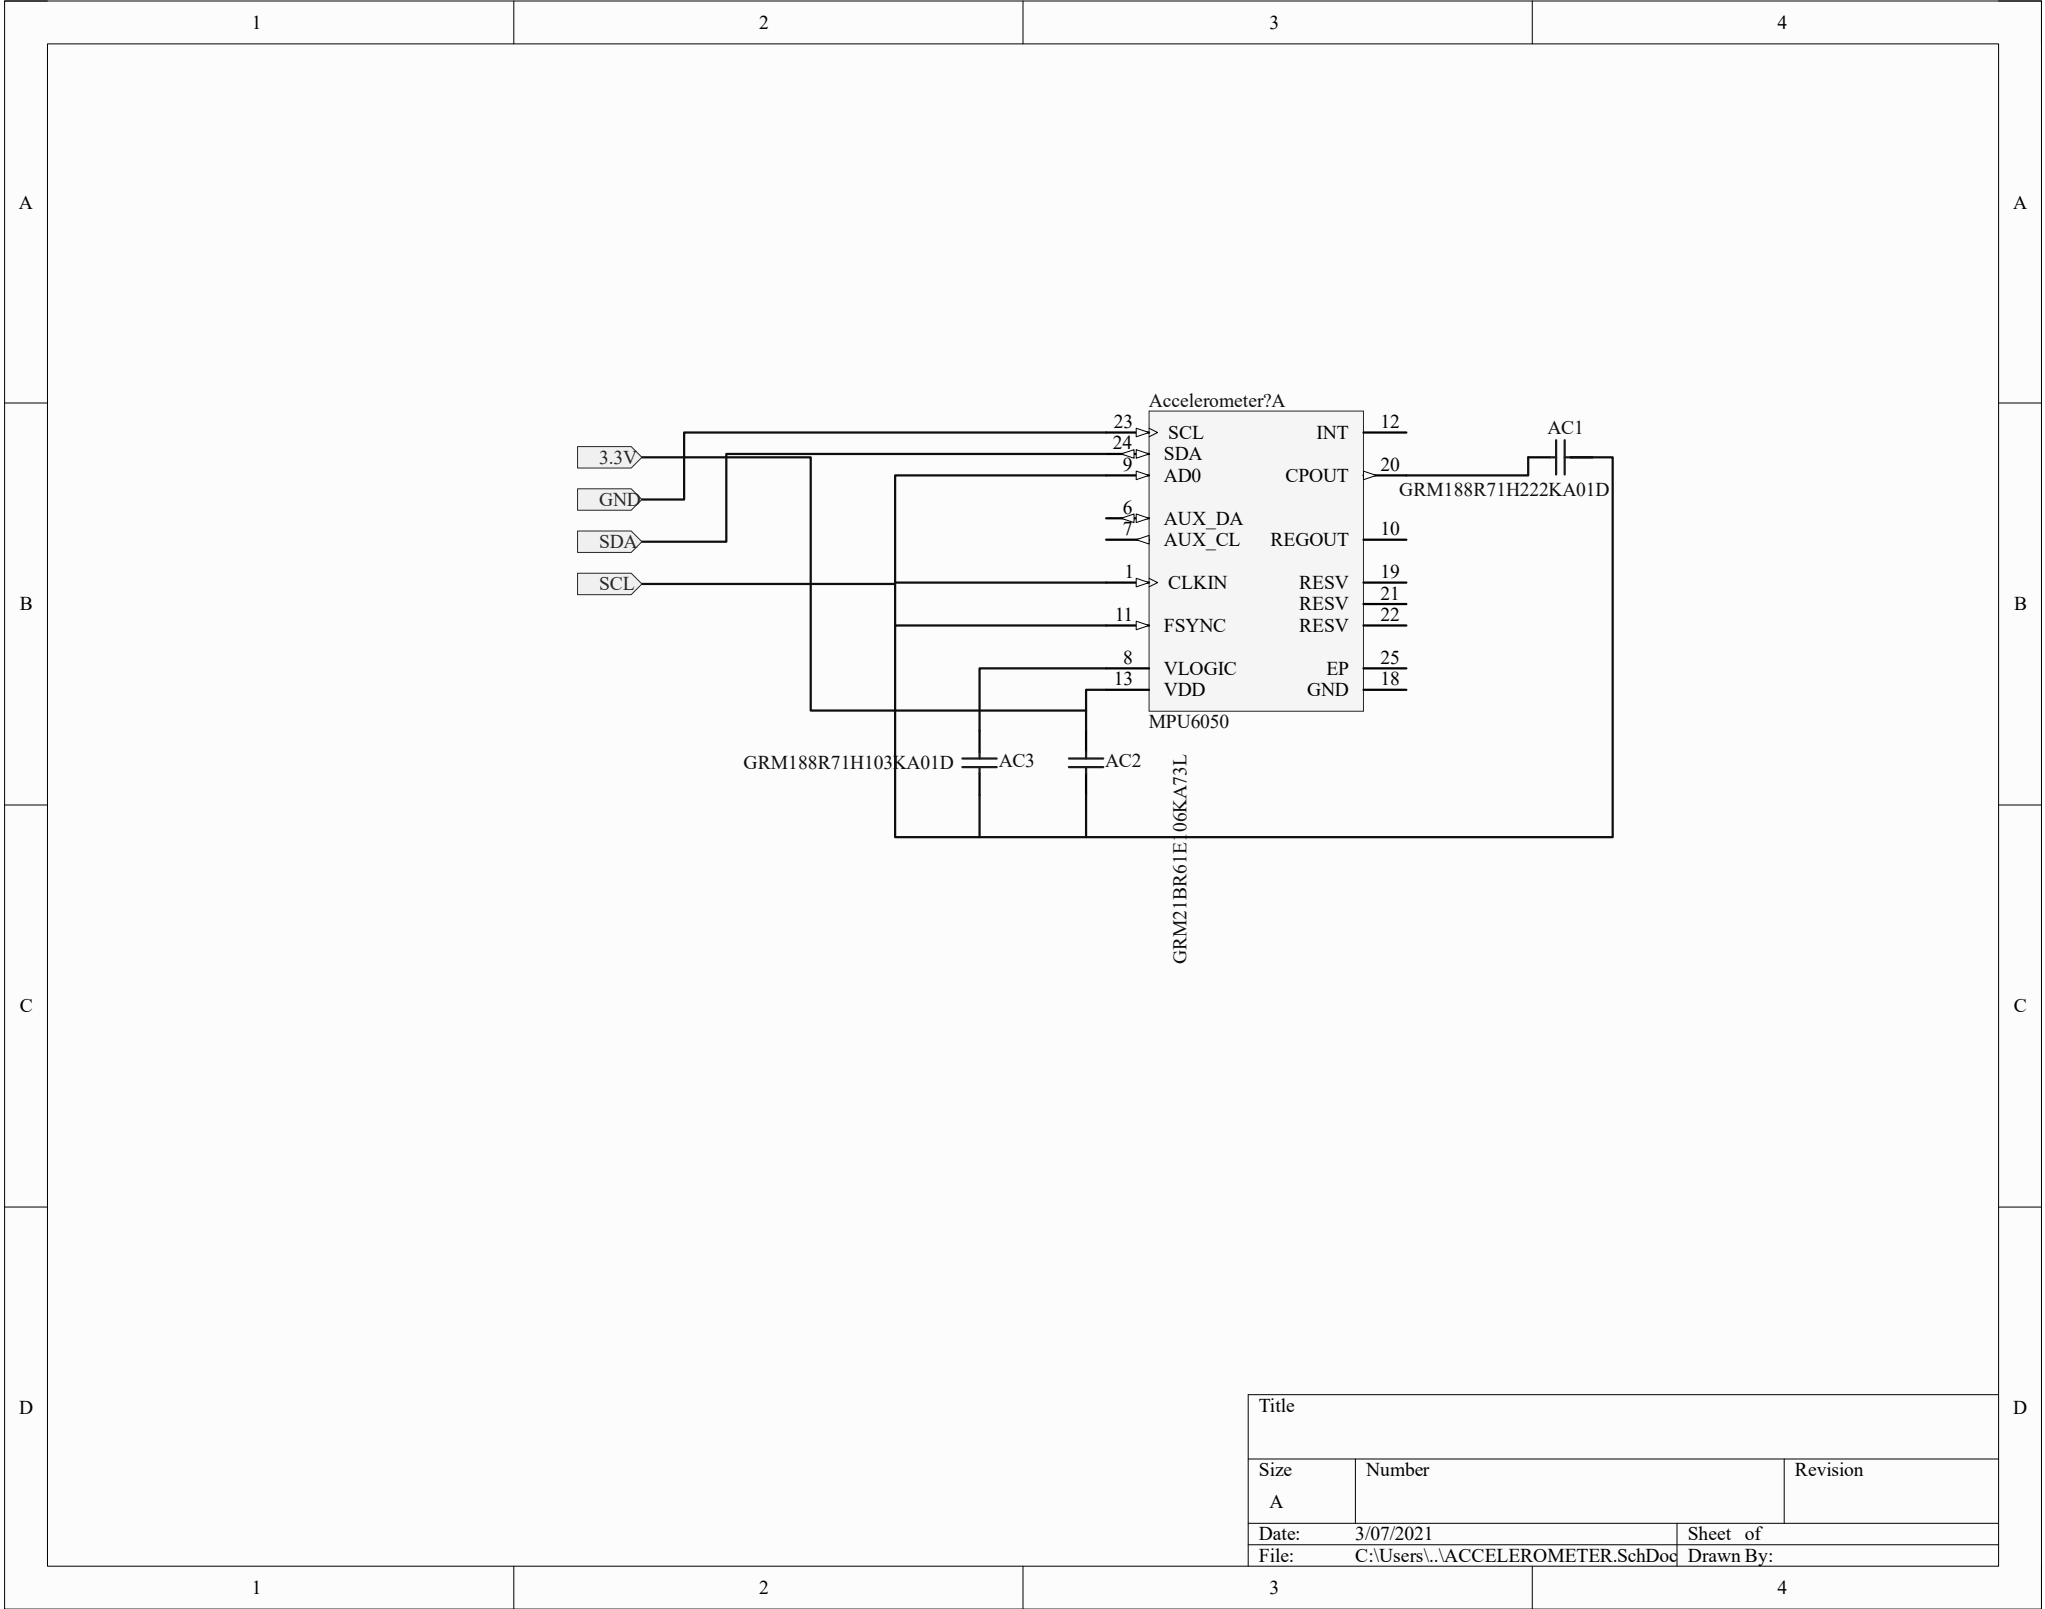 1 2 3 4
A A
Accelerometer?A
23 SCL INT 12 AC1
24 SDA
3.3V
9 AD0 CPOUT 20
GRM188R71H222KA01D
GND
6 AUX_DA
7 AUX_CL REGOUT 10
SDA
SCL
1 CLKIN RESV 19
RESV 21
B B
11 FSYNC RESV 22
8 VLOGIC EP 25
13 VDD GND 18
MPU6050
GRM188R71H103KA01D AC3 AC2
GRM21BR61E106KA73L
C C
D D
Title
Size Number Revision
A
Date: 3/07/2021 Sheet of
File: C:\Users\..\ACCELEROMETER.SchDoc Drawn By:
1 2 3 4